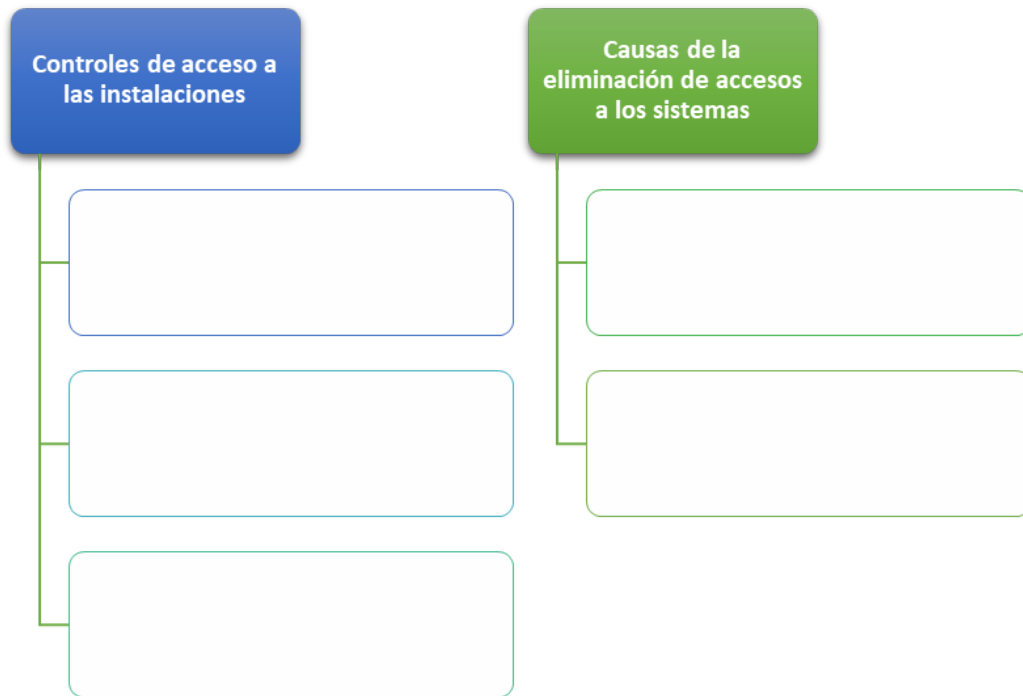 Controles de acceso a
las instalaciones
Causas de la
eliminación de accesos
a los sistemas